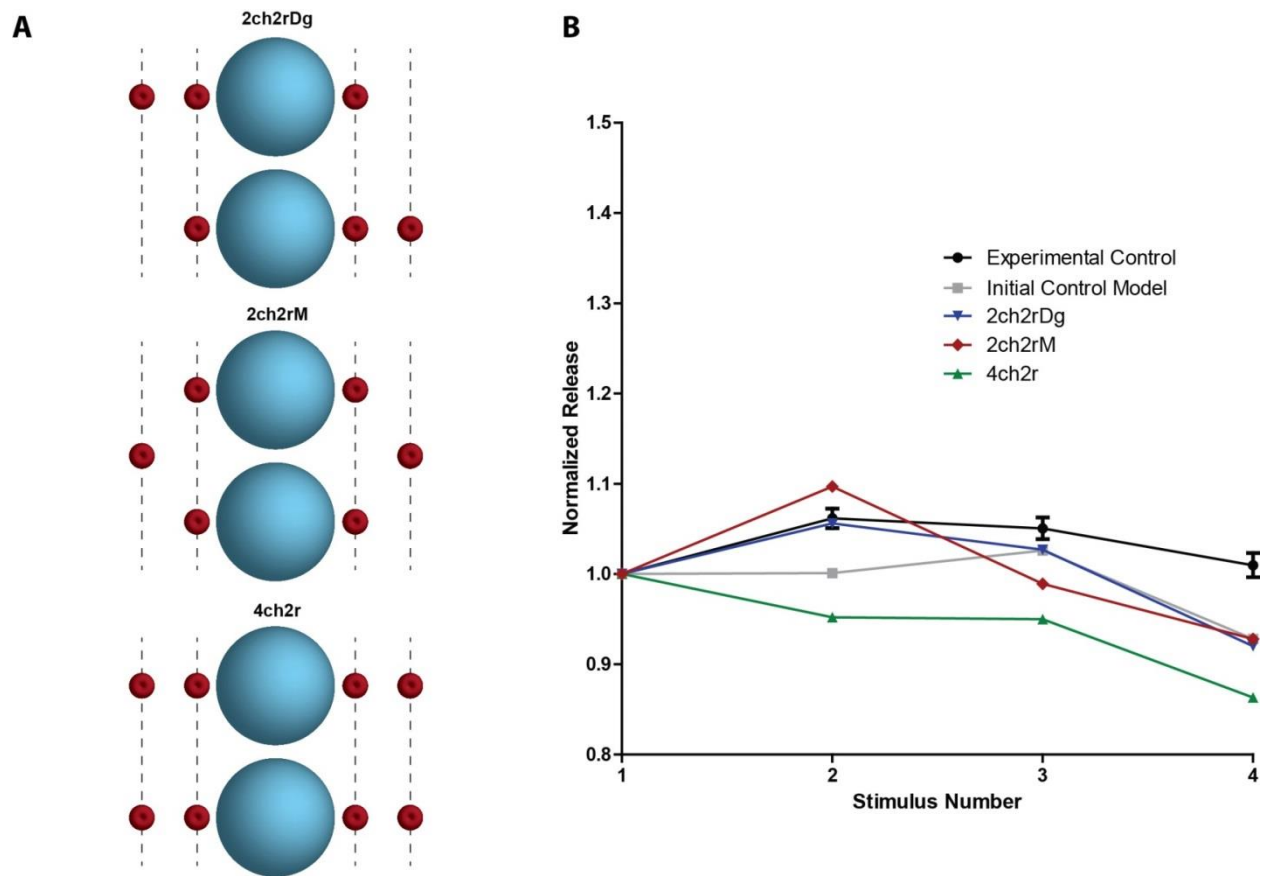 A
2ch2rDg
2ch2rM
4ch2r
B
Normalized Release
1.5
1.4
1.3
1.2
1.1
1.0
0.9
0.8
Experimental Control
Initial Control Model
2ch2rDg
2ch2rM
4ch2r
1 2 3 4
Stimulus Number